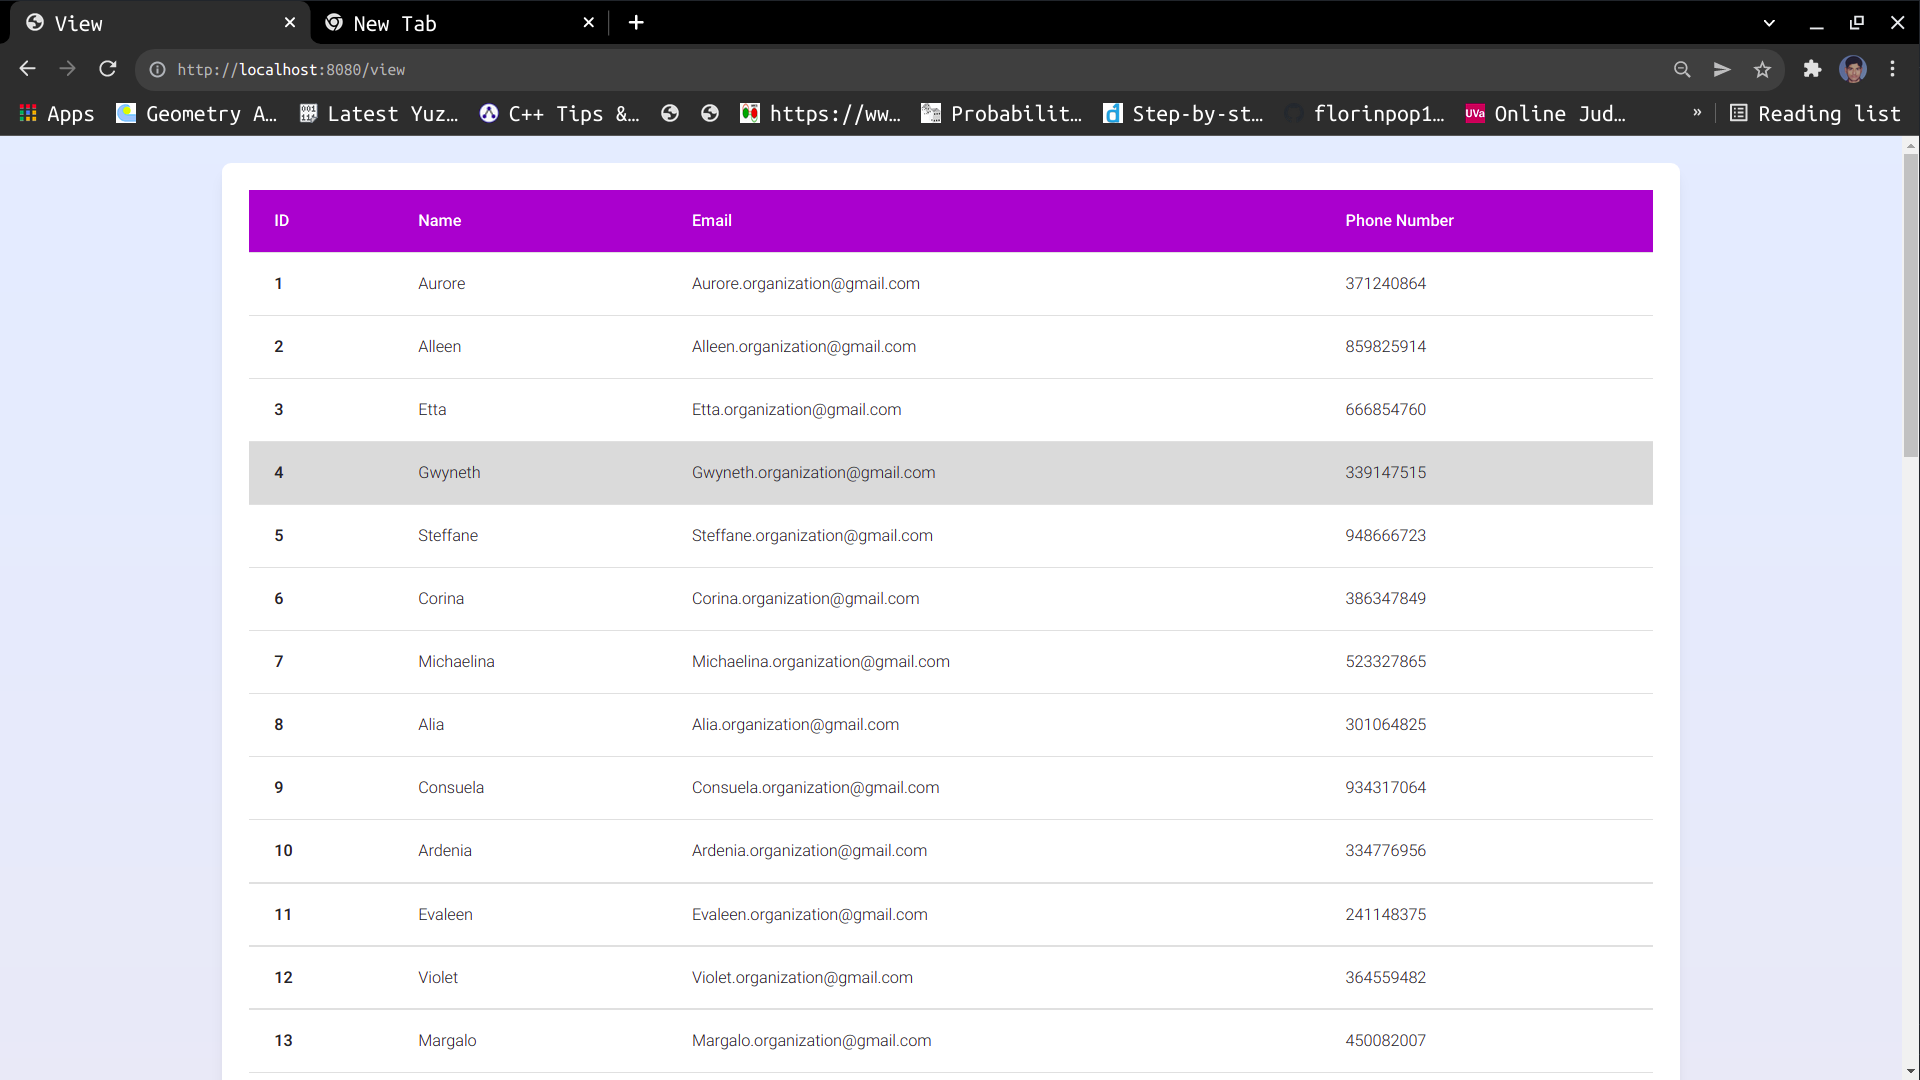 View New Tab
http://localhost:8080/view
Apps Geometry A... Latest Yuz... C++ Tips &... https://ww... Probabilit... Step-by-st... florinpop1... UVa Online Jud... » Reading list
ID Name Email Phone Number
1 Aurore Aurore.organization@gmail.com 371240864
2 Alleen Alleen.organization@gmail.com 859825914
3 Etta Etta.organization@gmail.com 666854760
4 Gwyneth Gwyneth.organization@gmail.com 339147515
5 Steffane Steffane.organization@gmail.com 948666723
6 Corina Corina.organization@gmail.com 386347849
7 Michaelina Michaelina.organization@gmail.com 523327865
8 Alia Alia.organization@gmail.com 301064825
9 Consuela Consuela.organization@gmail.com 934317064
10 Ardenia Ardenia.organization@gmail.com 334776956
11 Evaleen Evaleen.organization@gmail.com 241148375
12 Violet Violet.organization@gmail.com 364559482
13 Margalo Margalo.organization@gmail.com 450082007